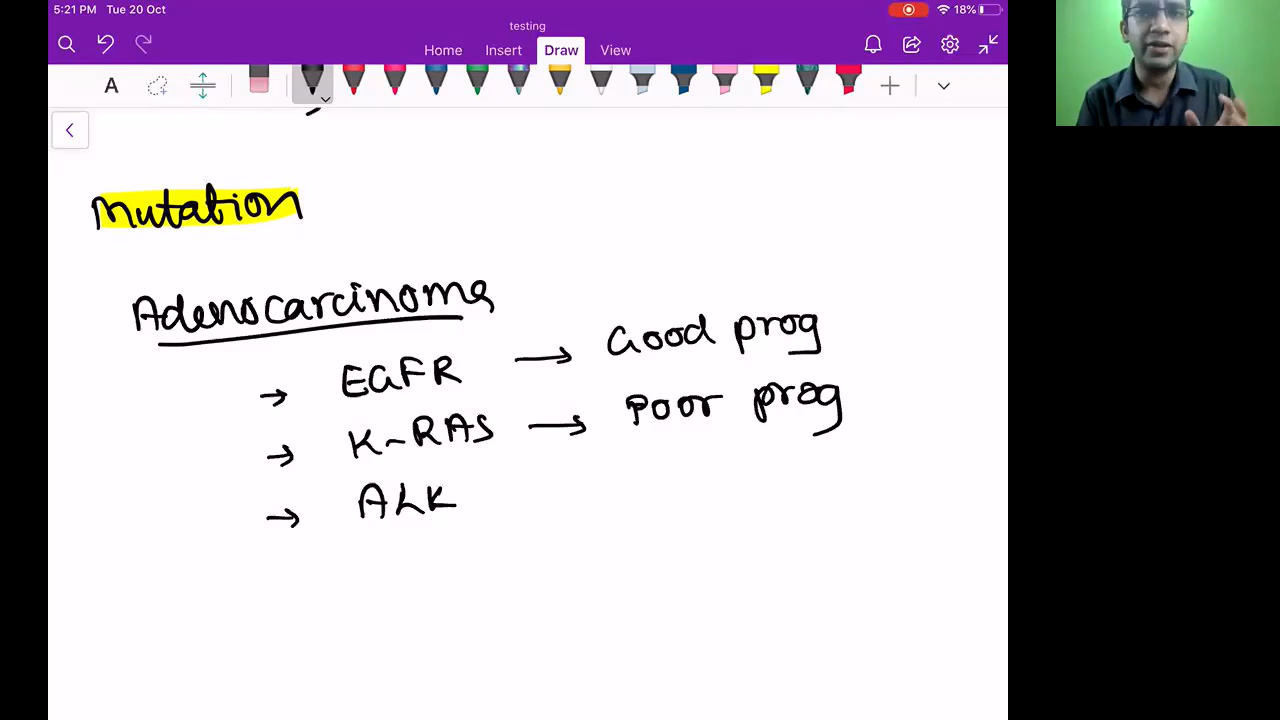 5:21 PM Tue 20 Oct
18%
testing
Home Insert Draw View
A
Mutation
Adenocarcinoma
→ EGFR → Good prog
→ K-RAS → Poor prog
→ ALK